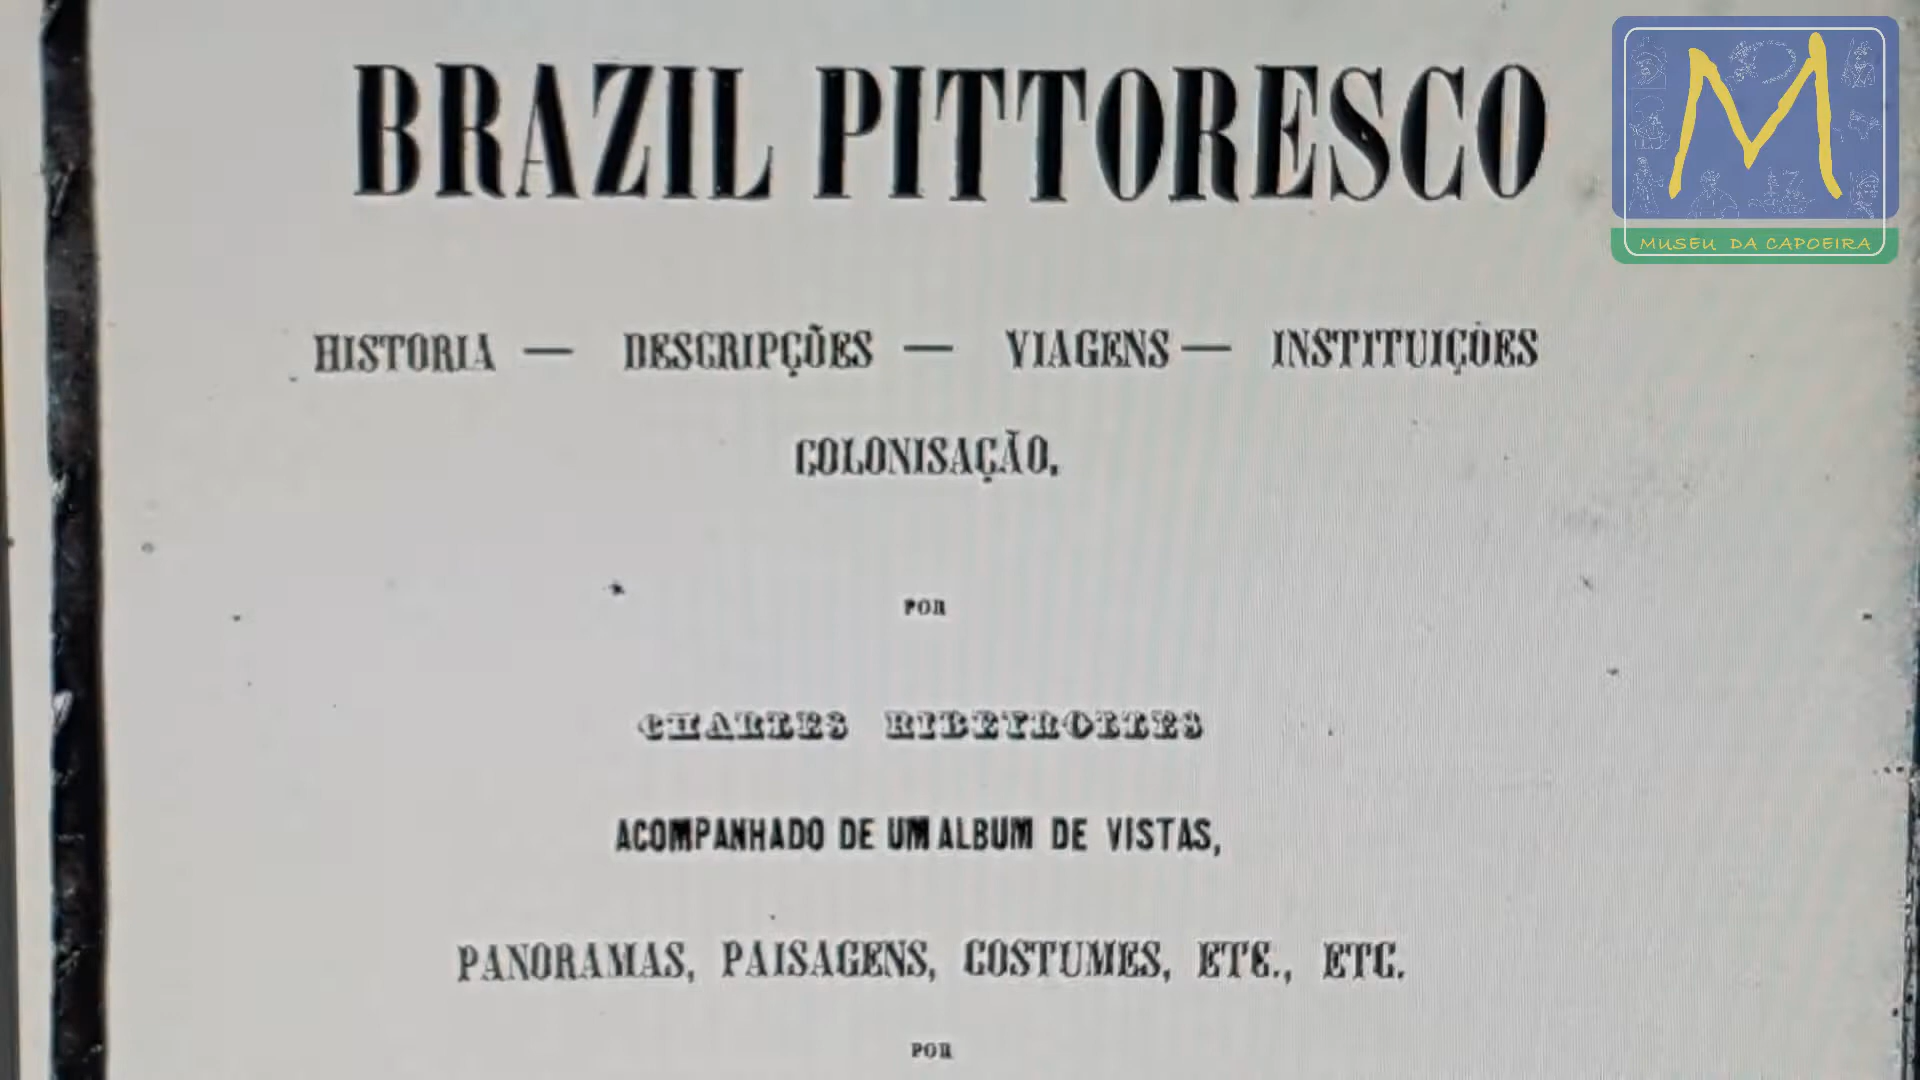 BRAZIL PITTORESCO
HISTORIA — DESCRIPÇÕES — VIAGENS — INSTITUIÇÕES
COLONISAÇÃO.
POR
CHARLES RIBEYROLLES
ACOMPANHADO DE UM ALBUM DE VISTAS,
PANORAMAS, PAISAGENS, COSTUMES, ETC., ETC.
POR
M
MUSEU DA CAPOEIRA